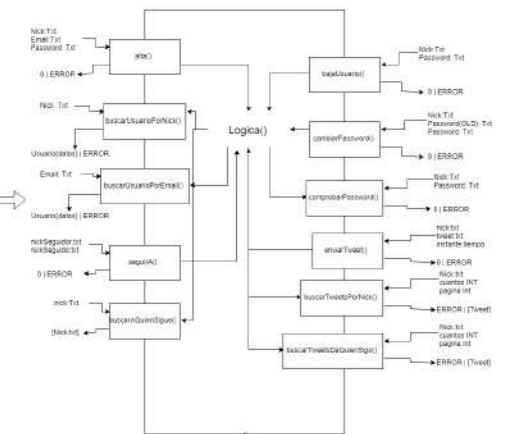 Nick:Txt
Email:Txt
Password: Txt
alta()
0 | ERROR
Nick: Txt
buscarUsuarioPorNick()
Usuario[datos] | ERROR
Email: Txt
buscarUsuarioPorEmail()
Usuario[datos] | ERROR
nickSeguidor:txt
nickSeguido:txt
seguirA()
0 | ERROR
nick:Txt
buscarAQuienSigue()
[Nick:txt]
Logica()
Nick:Txt
Password: Txt
bajaUsuario()
0 | ERROR
Nick:Txt
Password(OLD): Txt
Password: Txt
cambiarPassword()
0 | ERROR
Nick:Txt
Password: Txt
comprobarPassword()
0 | ERROR
nick:txt
tweet:txt
instante:tiempo
enviarTweet()
0 | ERROR
Nick:txt
cuantos INT
pagina:int
buscarTweetsPorNick()
ERROR | [Tweet]
Nick:txt
cuantos INT
pagina:int
buscarTweetsDeQuienSigo()
ERROR | [Tweet]